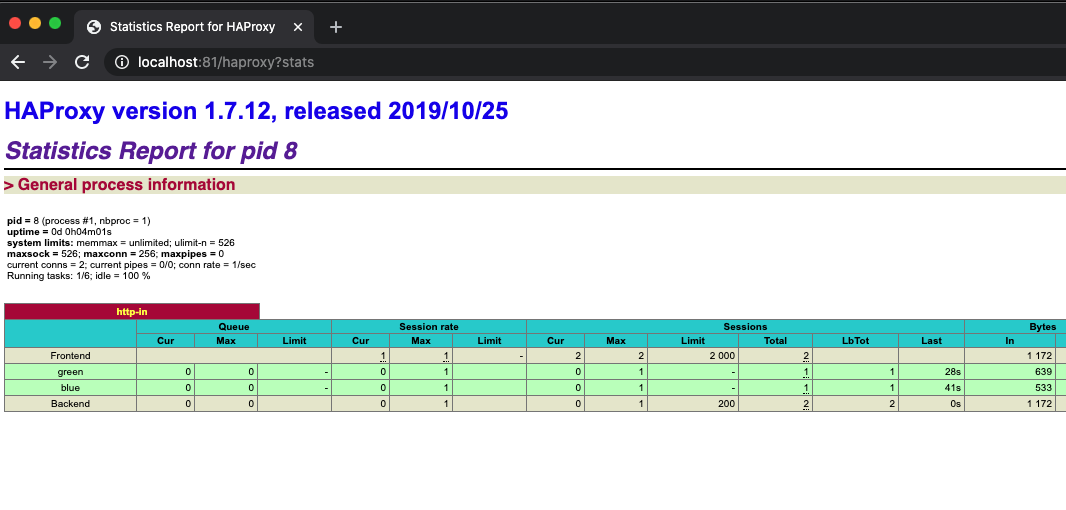 Statistics Report for HAProxy
localhost:81/haproxy?stats
HAProxy version 1.7.12, released 2019/10/25
Statistics Report for pid 8
> General process information
pid = 8 (process #1, nbproc = 1)
uptime = 0d 0h04m01s
system limits: memmax = unlimited; ulimit-n = 526
maxsock = 526; maxconn = 256; maxpipes = 0
current conns = 2; current pipes = 0/0; conn rate = 1/sec
Running tasks: 1/6; idle = 100 %
http-in
Queue Session rate Sessions Bytes
Cur Max Limit Cur Max Limit Cur Max Limit Total LbTot Last In
Frontend 1 1 - 2 2 2 000 2 1 172
green 0 0 - 0 1 0 1 - 1 1 28s 639
blue 0 0 - 0 1 0 1 - 1 1 41s 533
Backend 0 0 0 1 0 1 200 2 2 0s 1 172